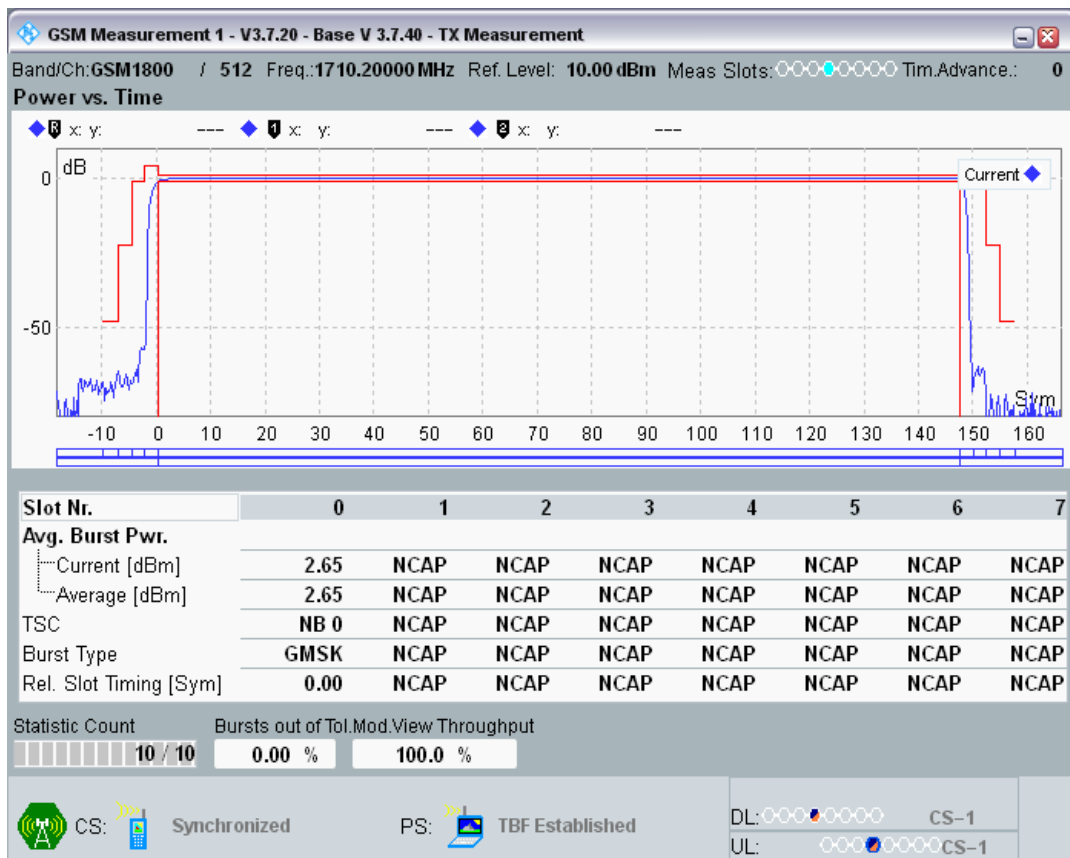 GSM Measurement 1 - V3.7.20 - Base V 3.7.40 - TX Measurement
Band/Ch:GSM1800 / 512 Freq.:1710.20000 MHz Ref. Level: 10.00 dBm Meas Slots: Tim.Advance.: 0
Power vs. Time
R x: y: --- 1 x: y: --- 2 x: y: ---
dB
Current
0
-50
Sym
-10 0 10 20 30 40 50 60 70 80 90 100 110 120 130 140 150 160
Slot Nr. 0 1 2 3 4 5 6 7
Avg. Burst Pwr.
Current [dBm] 2.65 NCAP NCAP NCAP NCAP NCAP NCAP NCAP
Average [dBm] 2.65 NCAP NCAP NCAP NCAP NCAP NCAP NCAP
TSC NB 0 NCAP NCAP NCAP NCAP NCAP NCAP NCAP
Burst Type GMSK NCAP NCAP NCAP NCAP NCAP NCAP NCAP
Rel. Slot Timing [Sym] 0.00 NCAP NCAP NCAP NCAP NCAP NCAP NCAP
Statistic Count Bursts out of Tol.Mod.View Throughput
10 / 10 0.00 % 100.0 %
CS: Synchronized PS: TBF Established DL: CS-1
UL: CS-1